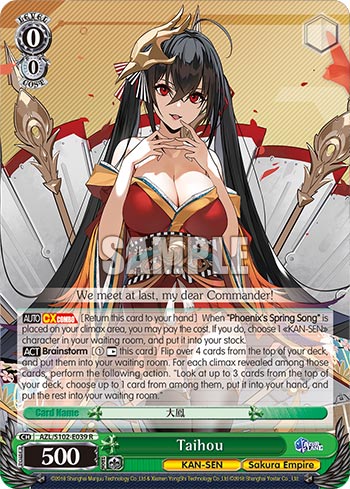 LEVEL
0
0
COST
SAMPLE
We meet at last, my dear Commander!
AUTO CX COMBO [Return this card to your hand] When "Phoenix's Spring Song" is
placed on your climax area, you may pay the cost. If you do, choose 1 «KAN-SEN»
character in your waiting room, and put it into your stock.
ACT Brainstorm [① this card] Flip over 4 cards from the top of your deck,
and put them into your waiting room. For each climax revealed among those
cards, perform the following action. "Look at up to 3 cards from the top of your
deck, choose up to 1 card from among them, put it into your hand, and
put the rest into your waiting room."
Card Name
大鳳
CH
AZL/S102-E039 R
POWER
500
Taihou
KAN-SEN
Sakura Empire